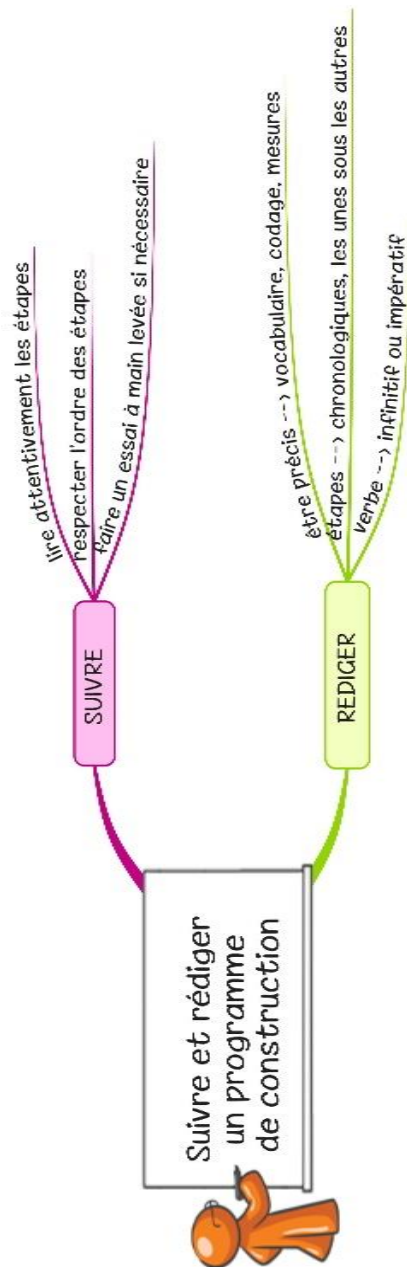 Suivre et rédiger
un programme
de construction
SUIVRE
lire attentivement les étapes
respecter l'ordre des étapes
faire un essai à main levée si nécessaire
REDIGER
être précis --> vocabulaire, codage, mesures
étapes --> chronologiques, les unes sous les autres
verbe --> infinitif ou impératif